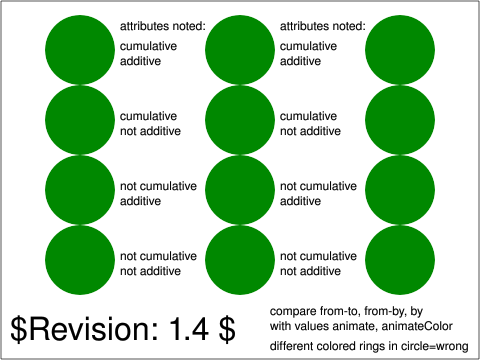 attributes noted:
attributes noted:
cumulative
additive
cumulative
additive
cumulative
not additive
cumulative
not additive
not cumulative
additive
not cumulative
additive
not cumulative
not additive
not cumulative
not additive
$Revision: 1.4 $
compare from-to, from-by, by
with values animate, animateColor
different colored rings in circle=wrong